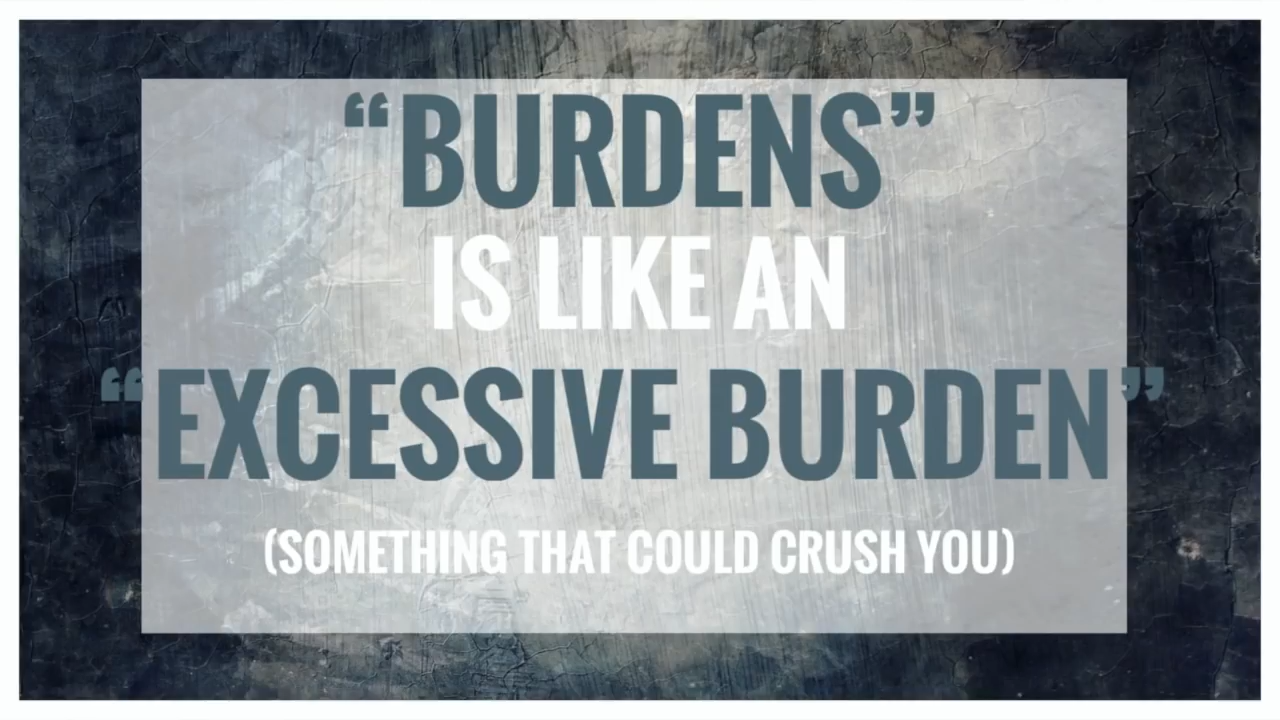 “BURDENS”
IS LIKE AN
“EXCESSIVE BURDEN”
(SOMETHING THAT COULD CRUSH YOU)